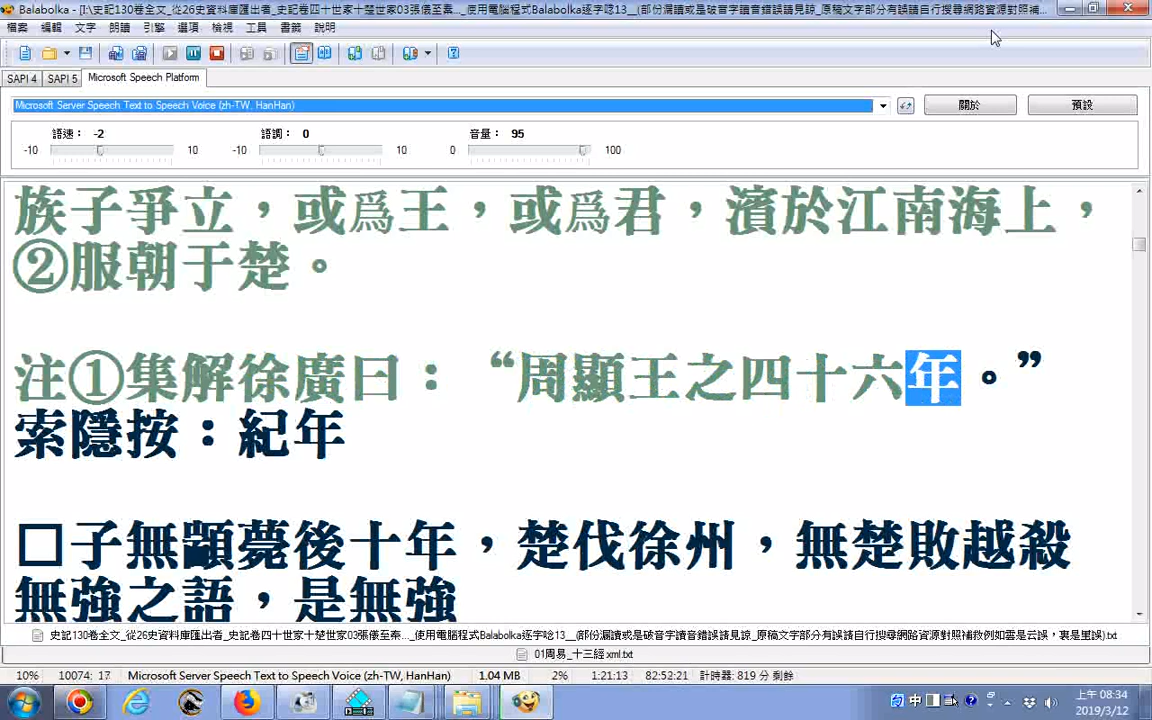 Balabolka - [I:\史記130卷全文_從26史資料庫匯出者_史記卷四十世家十楚世家03張儀至秦..._使用電腦程式Balabolka逐字唸13__(部份漏讀或是破音字讀音錯誤請見諒_原稿文字部分有誤請自行搜尋網路資源對照補...
檔案 編輯 文字 朗讀 引擎 選項 檢視 工具 書籤 說明
SAPI 4 SAPI 5 Microsoft Speech Platform
Microsoft Server Speech Text to Speech Voice (zh-TW, HanHan) 關於 預設
語速： -2 語調： 0 音量： 95
-10 10 -10 10 0 100
族子爭立，或爲王，或爲君，濱於江南海上，
②服朝于楚。
注①集解徐廣曰：“周顯王之四十六年。”
索隱按：紀年
□子無顓薨後十年，楚伐徐州，無楚敗越殺
無強之語，是無強
史記130卷全文_從26史資料庫匯出者_史記卷四十世家十楚世家03張儀至秦..._使用電腦程式Balabolka逐字唸13__(部份漏讀或是破音字讀音錯誤請見諒_原稿文字部分有誤請自行搜尋網路資源對照補救例如雲是云誤，裏是里誤).txt
01周易_十三經.xml.txt
10% 10074: 17 Microsoft Server Speech Text to Speech Voice (zh-TW, HanHan) 1.04 MB 2% 1:21:13 82:52:21 計時器: 819 分 剩餘
中
上午 08:34
2019/3/12